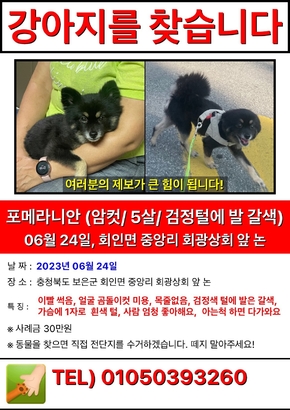 강아지를 찾습니다
여러분의 제보가 큰 힘이 됩니다!
포메라니안 (암컷/ 5살/ 검정털에 발 갈색)
06월 24일, 회인면 중앙리 회광상회 앞 논
날 짜 : 2023년 06월 24일
장 소 : 충청북도 보은군 회인면 중앙리 회광상회 앞 논
특 징 : 이빨 썩음, 얼굴 곰돌이컷 미용, 목줄없음, 검정색 털에발은 갈색,
가슴에 1자로 흰색 털, 사람 엄청 좋아해요, 아는척 하면 다가와요
※ 사례금 30만원
※ 동물을 찾으면 직접 전단지를 수거하겠습니다. 떼지 말아주세요!
TEL) 01050393260